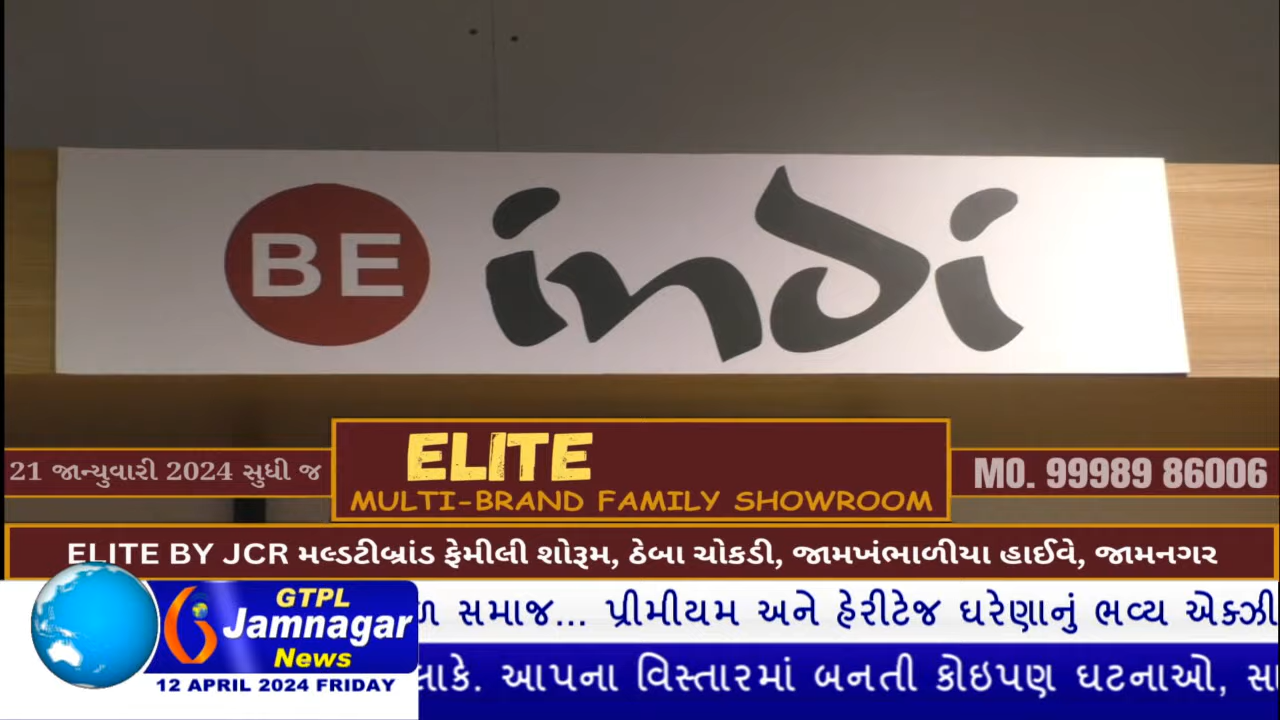 BE indi
ELITE
21 જાન્યુવારી 2024 સુધી જ
MULTI-BRAND FAMILY SHOWROOM
MO. 99989 86006
ELITE BY JCR મલ્ડટીબ્રાંડ ફેમીલી શોરૂમ, ઠેબા ચોકડી, જામખંભાળીયા હાઈવે, જામનગર
GTPL
Jamnagar
News
12 APRIL 2024 FRIDAY
સમાજ... પ્રીમીયમ અને હેરીટેજ ઘરેણાનું ભવ્ય
આપના વિસ્તારમાં બનતી કોઇપણ ઘટનાઓ,